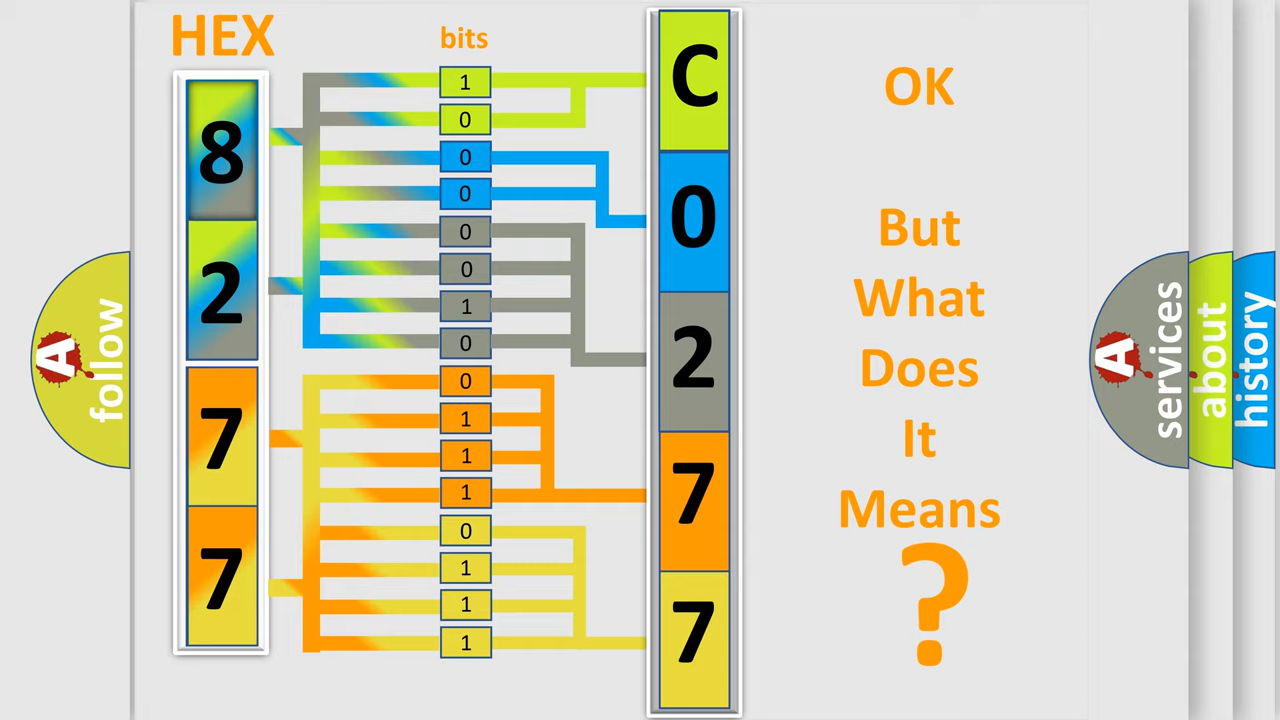 HEX
bits
8
2
7
7
1
0
0
0
0
0
1
0
0
1
1
1
0
1
1
1
C
0
2
7
7
OK
But
What
Does
It
Means
?
A
follow
A
services
about
history